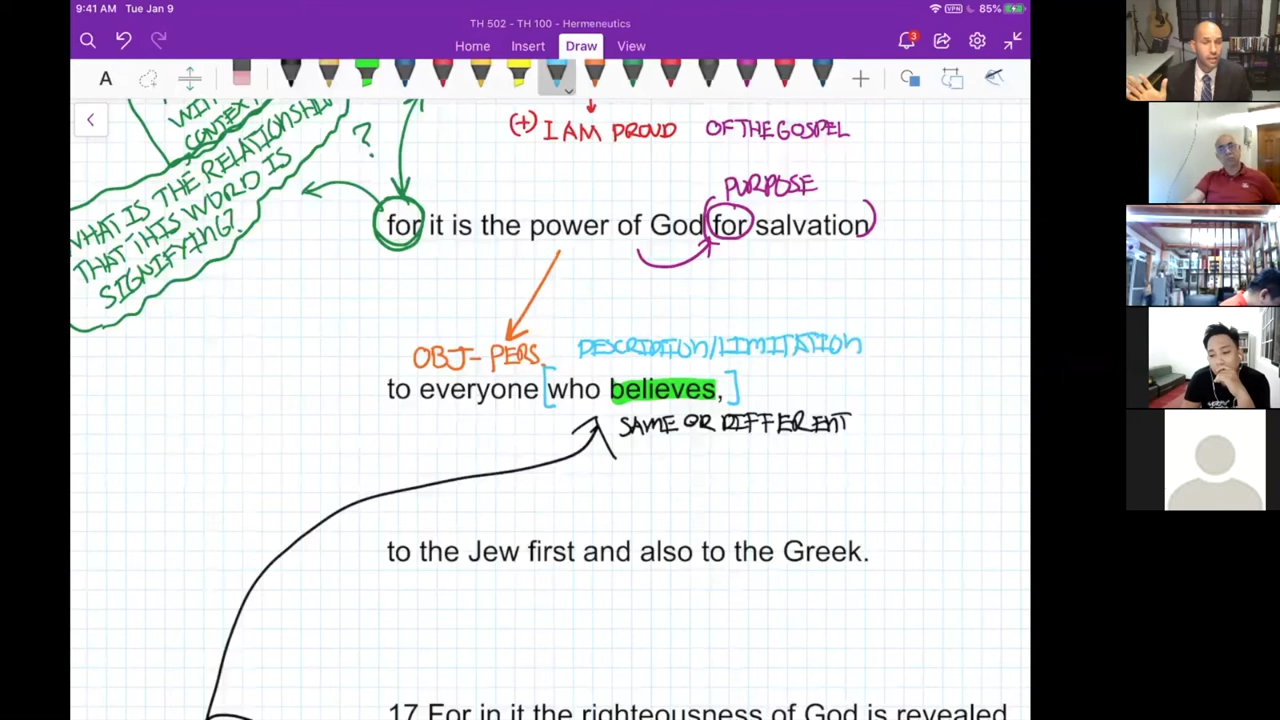 9:41 AM Tue Jan 9
VPN 85%
TH 502 - TH 100 - Hermeneutics
Home Insert Draw View
3
A
WITH
CONTEXT
?
WHAT IS THE RELATIONSHIP
THAT THIS WORD IS
SIGNIFYING?
(+) I AM PROUD OF THE GOSPEL
PURPOSE
for it is the power of God (for salvation)
OBJ- PERS. DESCRIPTION/LIMITATION
to everyone [who believes,]
SAME OR DIFFERENT
to the Jew first and also to the Greek.
17 For in it the righteousness of God is revealed